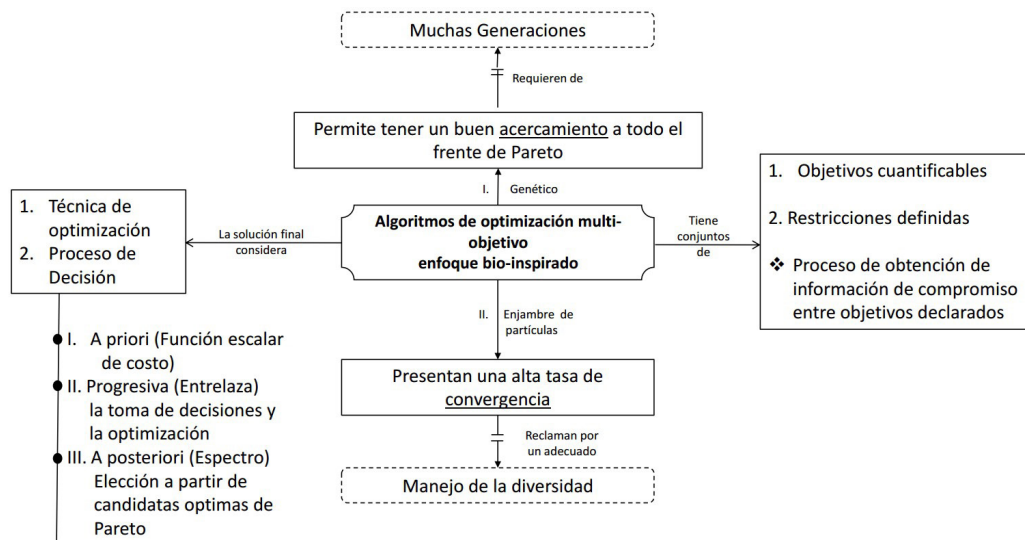 Muchas Generaciones
Requieren de
Permite tener un buen acercamiento a todo el
frente de Pareto
I. Genético
1. Técnica de
optimización
2. Proceso de
Decisión
La solución final
considera
Algoritmos de optimización multi-
objetivo
enfoque bio-inspirado
Tiene
conjuntos
de
1. Objetivos cuantificables
2. Restricciones definidas
❖ Proceso de obtención de
información de compromiso
entre objetivos declarados
II. Enjambre de
partículas
I. A priori (Función escalar
de costo)
II. Progresiva (Entrelaza)
la toma de decisiones y
la optimización
III. A posteriori (Espectro)
Elección a partir de
candidatas optimas de
Pareto
Presentan una alta tasa de
convergencia
Reclaman por
un adecuado
Manejo de la diversidad